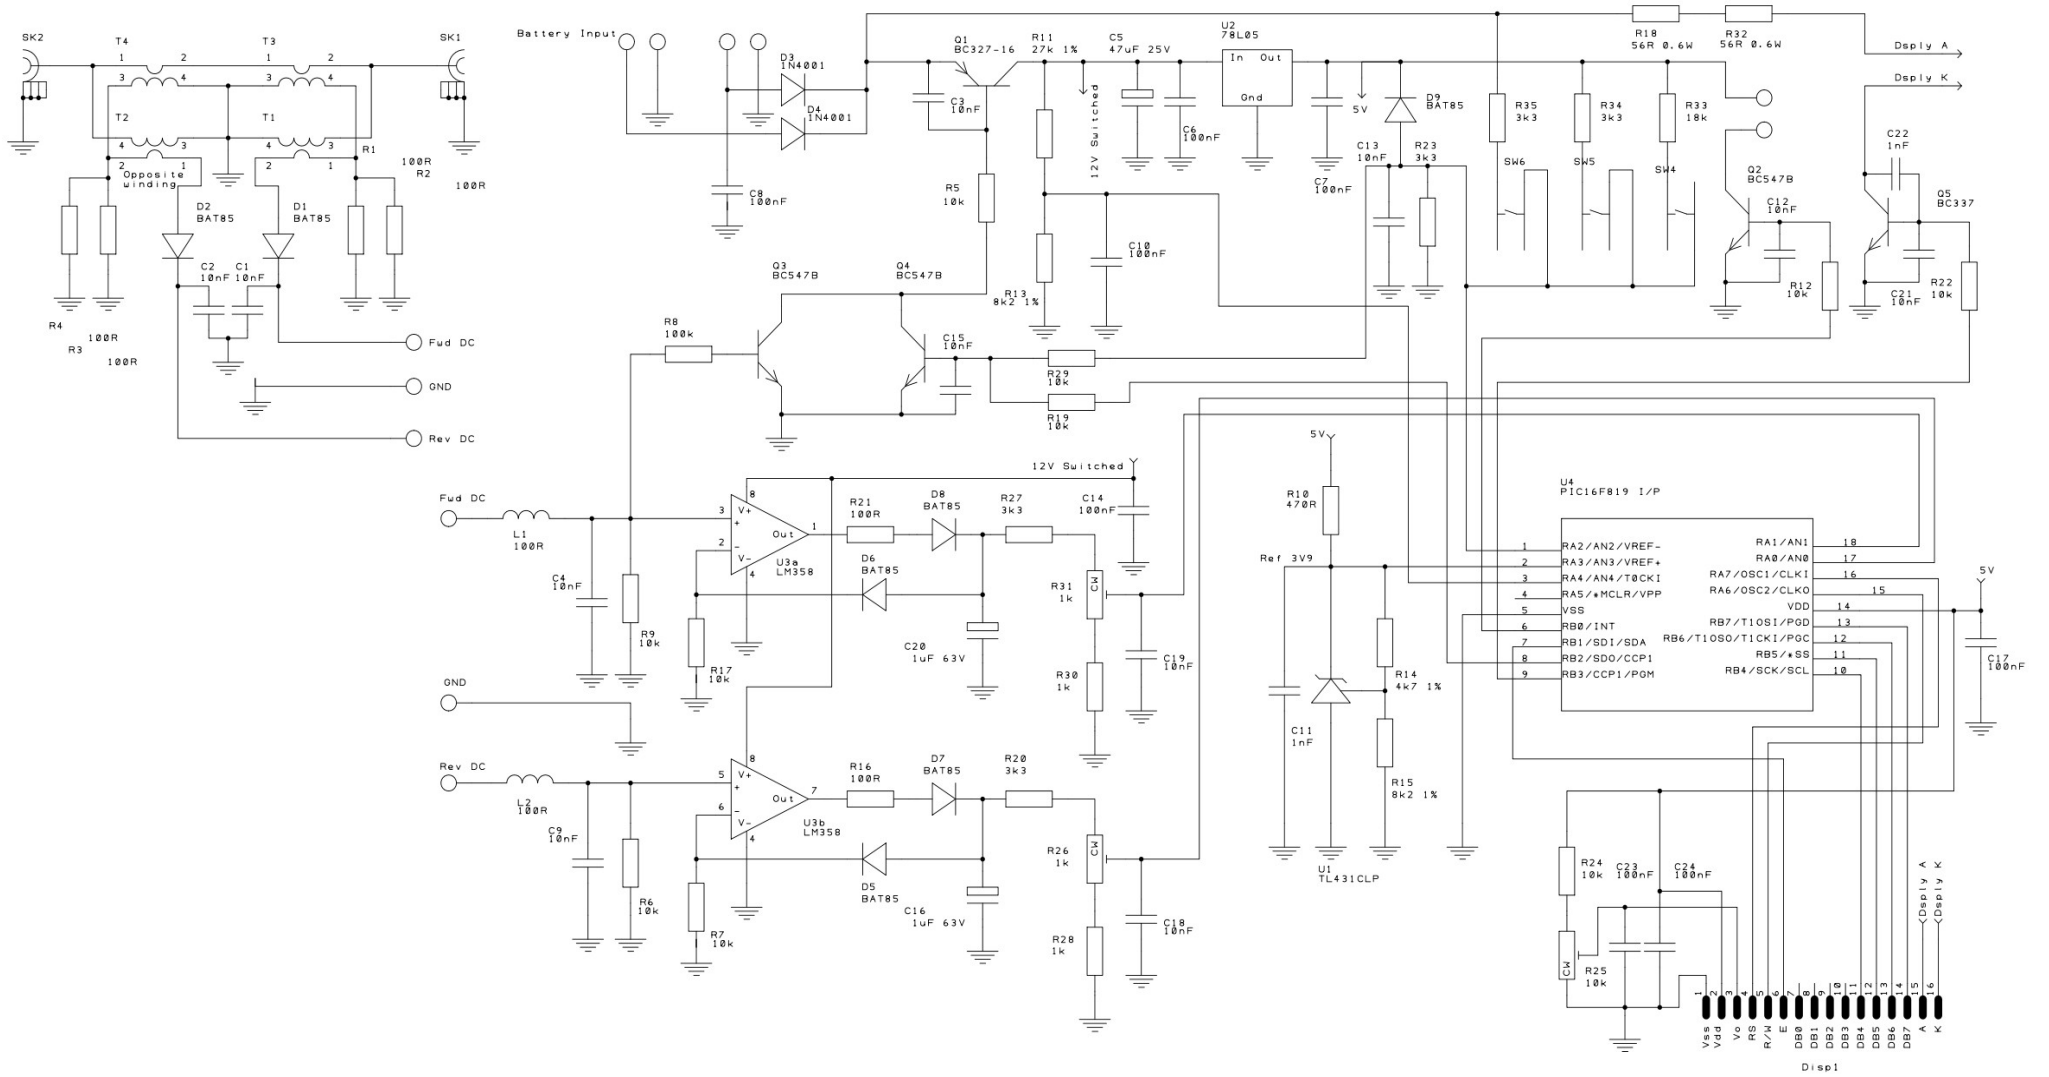 SK2
T4
T3
SK1
1 2 1 2
3 4 3 4
T2
T1
4 3 4 3
2 1 2 1
Opposite
winding
R1
100R
R2
100R
D2
BAT85
D1
BAT85
C2
10nF
C1
10nF
R4
100R
R3
100R
Fwd DC
GND
Rev DC
Battery Input
D3
1N4001
D4
1N4001
C8
100nF
Q1
BC327-16
C3
10nF
R5
10k
R11
27k 1%
12V Switched
C5
47uF 25V
C6
100nF
U2
78L05
In Out
Gnd
C7
100nF
5V
D9
BAT85
C13
10nF
R23
3k3
R18
56R 0.6W
R32
56R 0.6W
Dsply A
Dsply K
R35
3k3
R34
3k3
R33
18k
SW6
SW5
SW4
Q2
BC547B
C12
10nF
R12
10k
C22
1nF
Q5
BC337
C21
10nF
R22
10k
C10
100nF
R13
8k2 1%
Q3
BC547B
Q4
BC547B
R8
100k
C15
10nF
R29
10k
R19
10k
12V Switched
Fwd DC
L1
100R
C4
10nF
R9
10k
3
2
8
V+
+
-
V-
Out
1
4
U3a
LM358
R21
100R
D8
BAT85
D6
BAT85
R27
3k3
C14
100nF
R17
10k
C20
1uF 63V
R31
1k
CW
R30
1k
C19
10nF
GND
Rev DC
L2
100R
C9
10nF
R6
10k
5
6
8
V+
+
-
V-
Out
7
4
U3b
LM358
R16
100R
D7
BAT85
D5
BAT85
R20
3k3
R7
10k
C16
1uF 63V
R26
1k
CW
R28
1k
C18
10nF
5V
R10
470R
Ref 3V9
C11
1nF
U1
TL431CLP
R14
4k7 1%
R15
8k2 1%
U4
PIC16F819 I/P
1 RA2/AN2/VREF-
2 RA3/AN3/VREF+
3 RA4/AN4/T0CKI
4 RA5/*MCLR/VPP
5 VSS
6 RB0/INT
7 RB1/SDI/SDA
8 RB2/SDO/CCP1
9 RB3/CCP1/PGM
RA1/AN1 18
RA0/AN0 17
RA7/OSC1/CLKI 16
RA6/OSC2/CLKO 15
VDD 14
RB7/T1OSI/PGD 13
RB6/T1OSO/T1CKI/PGC 12
RB5/*SS 11
RB4/SCK/SCL 10
5V
C17
100nF
R24
10k
C23
100nF
C24
100nF
CW
R25
10k
Dsply A
Dsply K
1 2 3 4 5 6 7 8 9 10 11 12 13 14 15 16
Vss Vdd Vo RS R/W E DB0 DB1 DB2 DB3 DB4 DB5 DB6 DB7 A K
Disp1